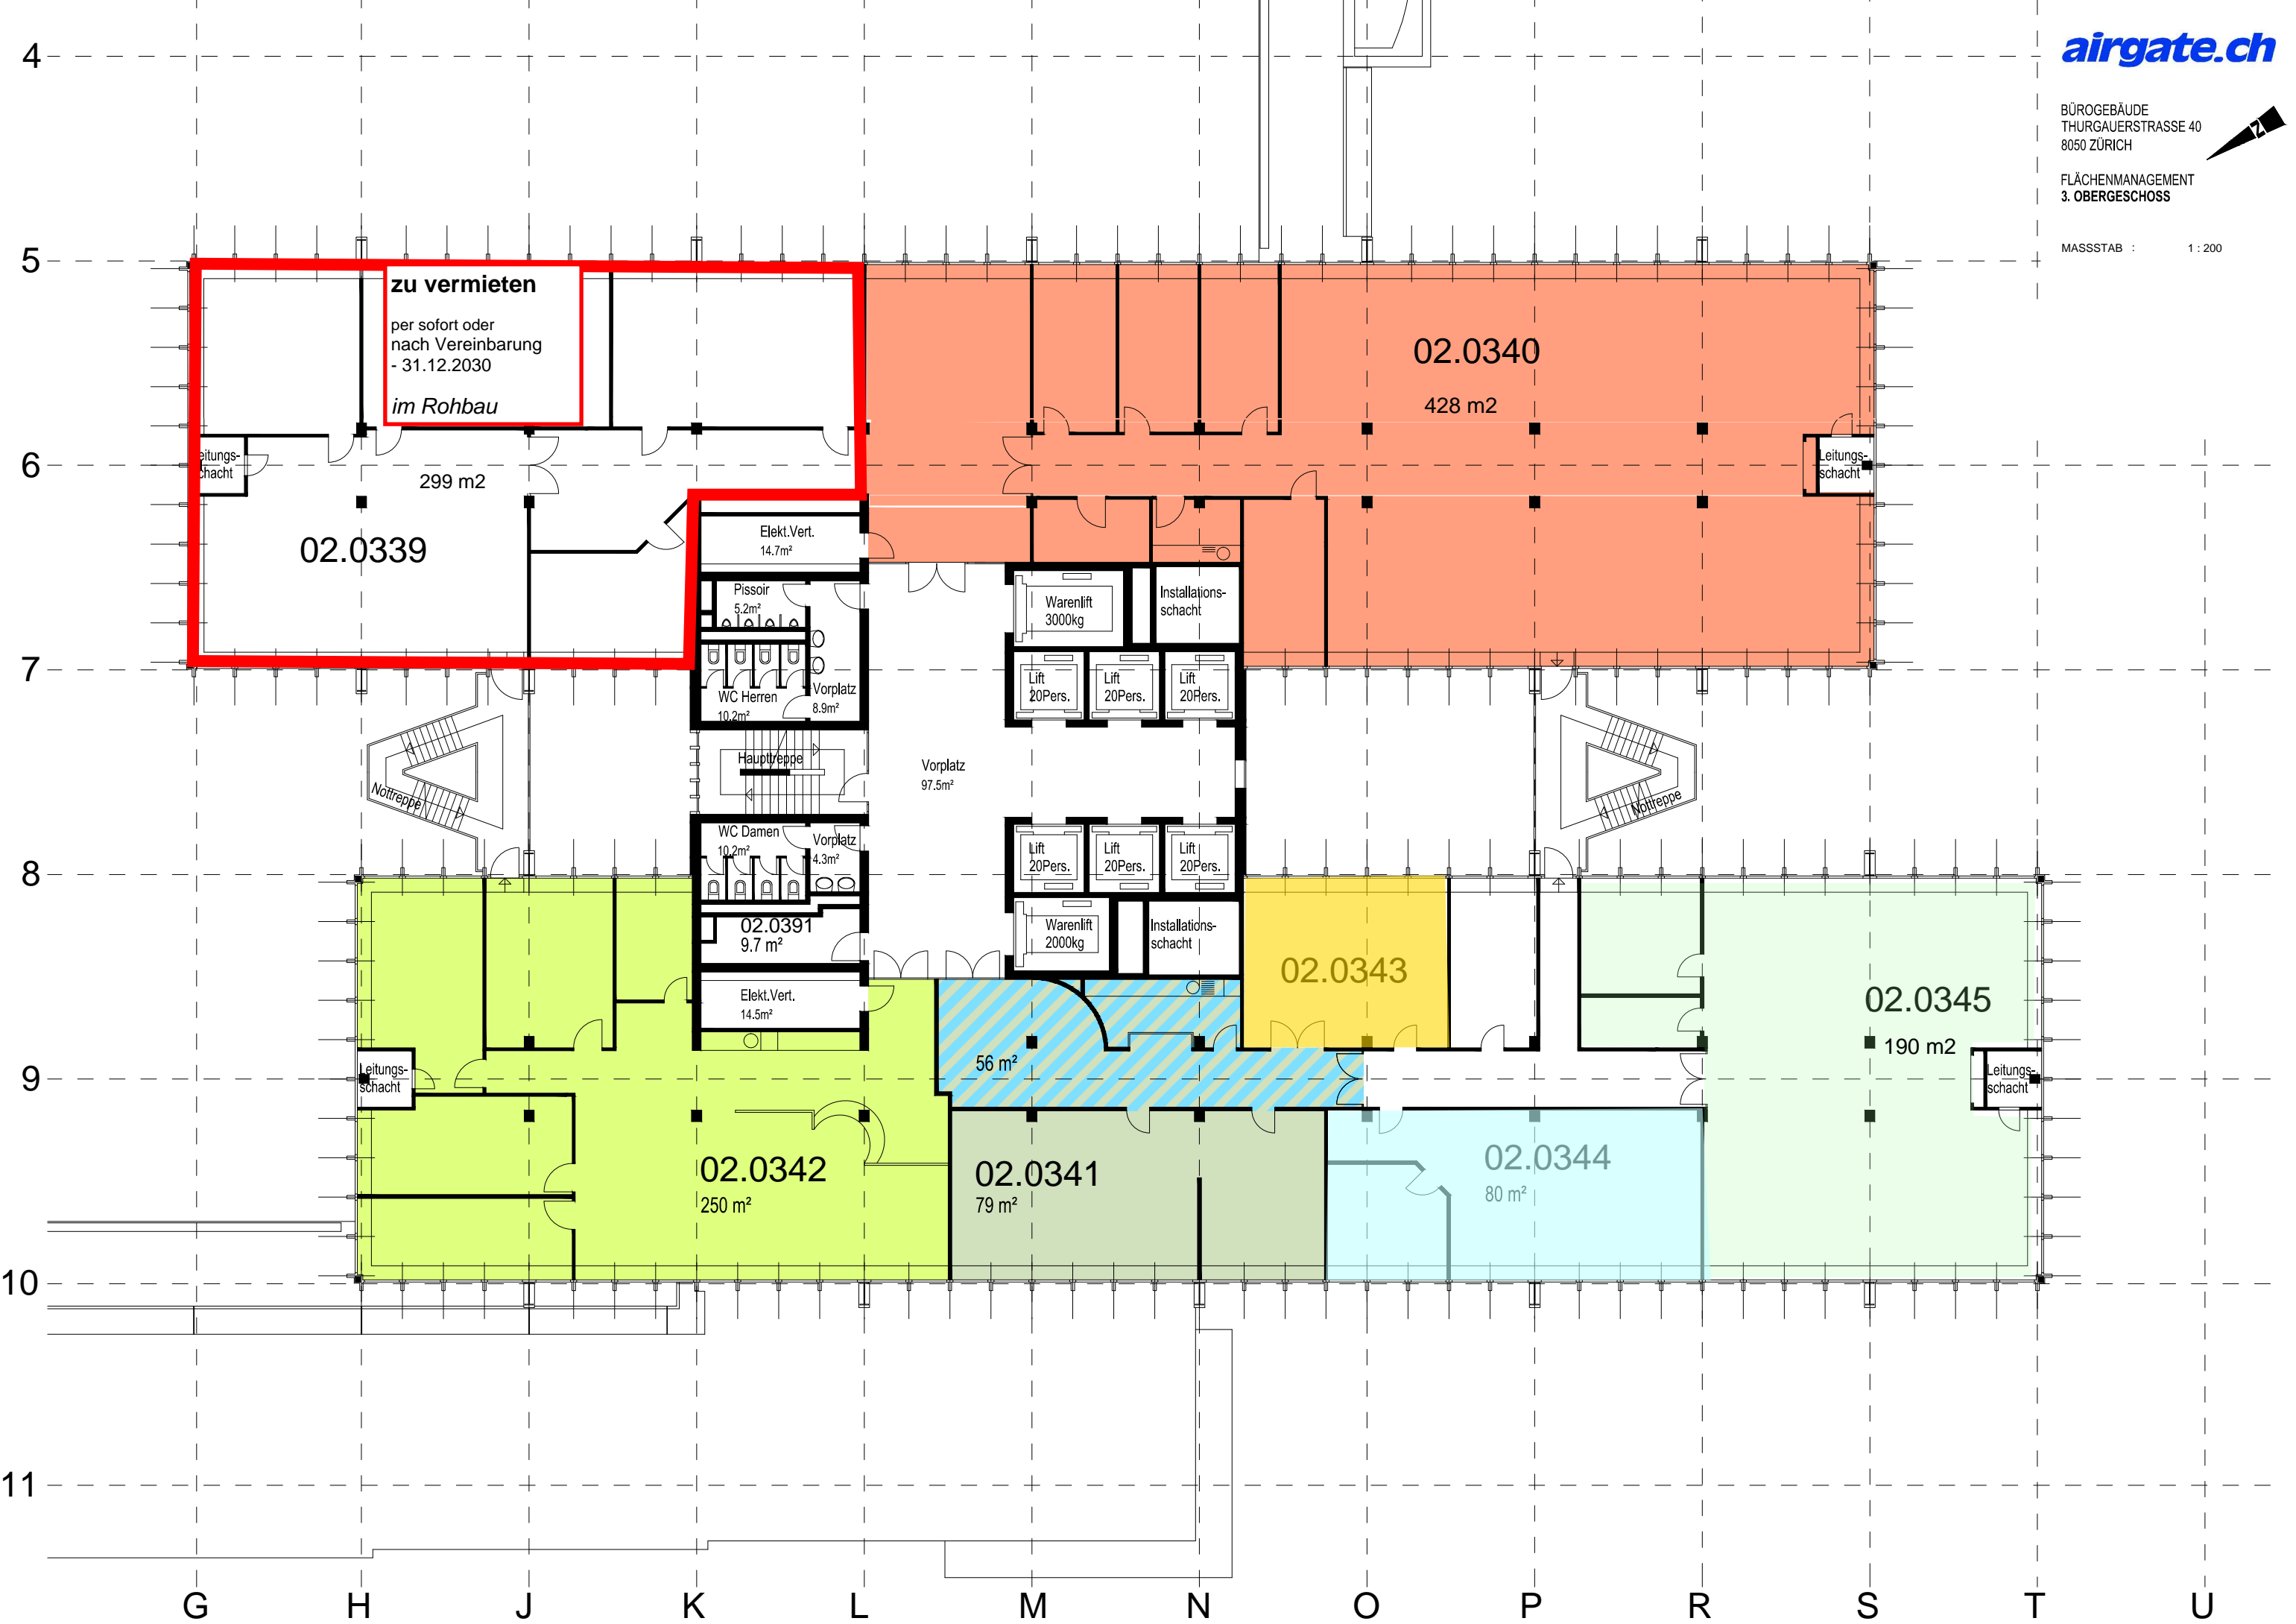 airgate.ch
BÜROGEBÄUDE
THURGAUERSTRASSE 40
8050 ZÜRICH
N
FLÄCHENMANAGEMENT
3. OBERGESCHOSS
MASSSTAB : 1 : 200
4
5
6
7
8
9
10
11
zu vermieten
per sofort oder
nach Vereinbarung
- 31.12.2030
im Rohbau
02.0340
428 m2
eitungs-
chacht
299 m2
02.0339
Leitungs-
schacht
Elekt.Vert.
14.7m²
Pissoir
5.2m²
Warenlift
3000kg
Installations-
schacht
WC Herren
10.2m²
Vorplatz
8.9m²
Lift
20Pers.
Lift
20Pers.
Lift
20Pers.
Haupttreppe
Vorplatz
97.5m²
Nottreppe
Nottreppe
WC Damen
10.2m²
Vorplatz
4.3m²
Lift
20Pers.
Lift
20Pers.
Lift
20Pers.
02.0391
9.7 m²
Warenlift
2000kg
Installations-
schacht
Elekt.Vert.
14.5m²
02.0343
02.0345
190 m2
56 m²
Leitungs-
schacht
Leitungs-
schacht
02.0342
250 m²
02.0341
79 m²
02.0344
80 m²
G H J K L M N O P R S T U